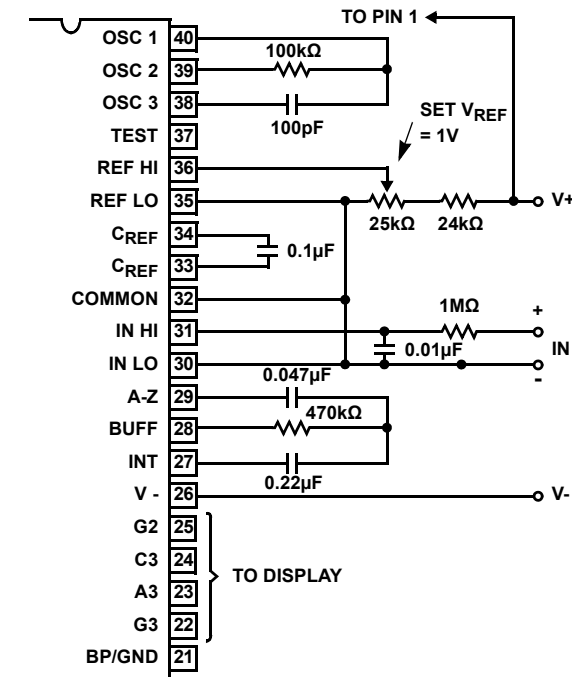 TO PIN 1
OSC 1 40
100kΩ
OSC 2 39
OSC 3 38
100pF
SET VREF
= 1V
TEST 37
REF HI 36
REF LO 35
V+
25kΩ 24kΩ
CREF 34
0.1µF
CREF 33
COMMON 32
1MΩ
+
IN HI 31
0.01µF
IN
IN LO 30
-
0.047µF
A-Z 29
470kΩ
BUFF 28
INT 27
0.22µF
V - 26
V-
G2 25
C3 24
TO DISPLAY
A3 23
G3 22
BP/GND 21